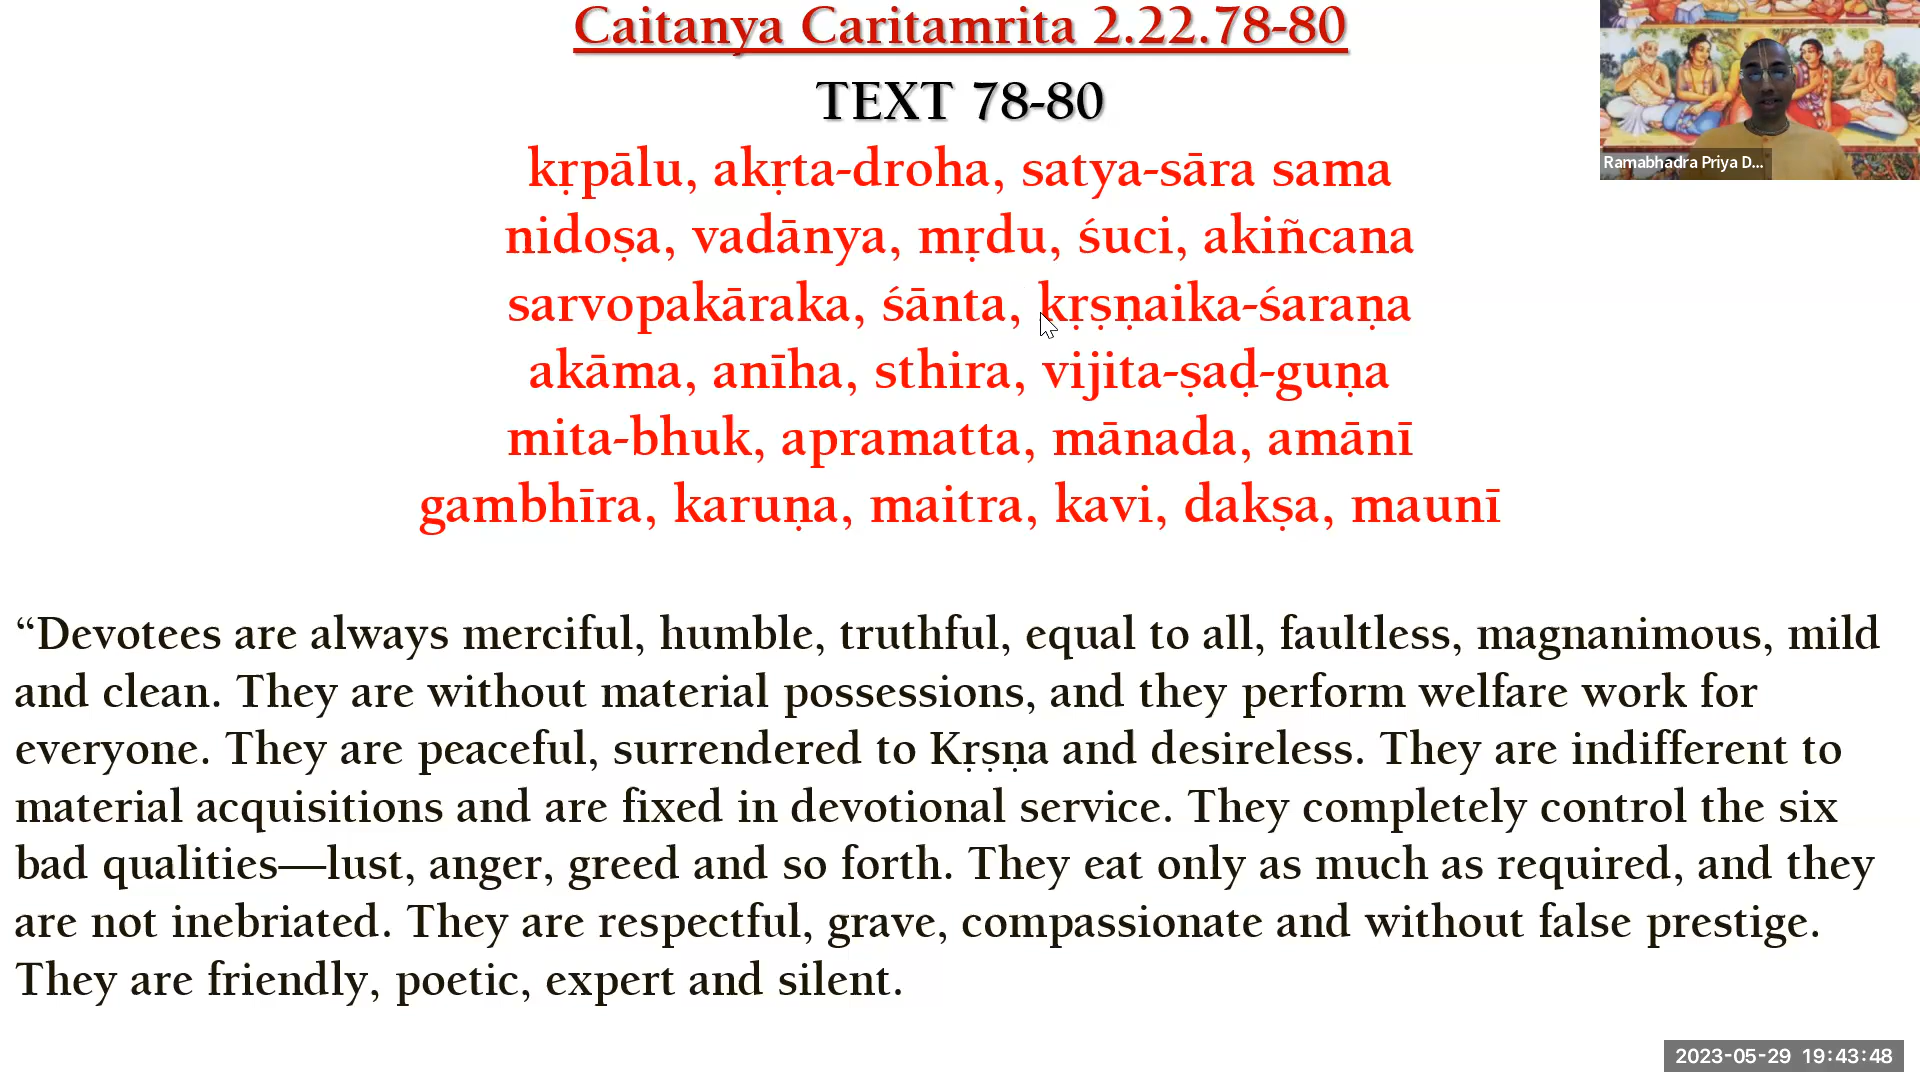 Caitanya Caritamrita 2.22.78-80
TEXT 78-80
kṛpālu, akṛta-droha, satya-sāra sama
nidoṣa, vadānya, mṛdu, śuci, akiñcana
sarvopakāraka, śānta, kṛṣṇaika-śaraṇa
akāma, anīha, sthira, vijita-ṣaḍ-guṇa
mita-bhuk, apramatta, mānada, amānī
gambhīra, karuṇa, maitra, kavi, dakṣa, maunī
“Devotees are always merciful, humble, truthful, equal to all, faultless, magnanimous, mild
and clean. They are without material possessions, and they perform welfare work for
everyone. They are peaceful, surrendered to Kṛṣṇa and desireless. They are indifferent to
material acquisitions and are fixed in devotional service. They completely control the six
bad qualities—lust, anger, greed and so forth. They eat only as much as required, and they
are not inebriated. They are respectful, grave, compassionate and without false prestige.
They are friendly, poetic, expert and silent.
Ramabhadra Priya D...
2023-05-29 19:43:48